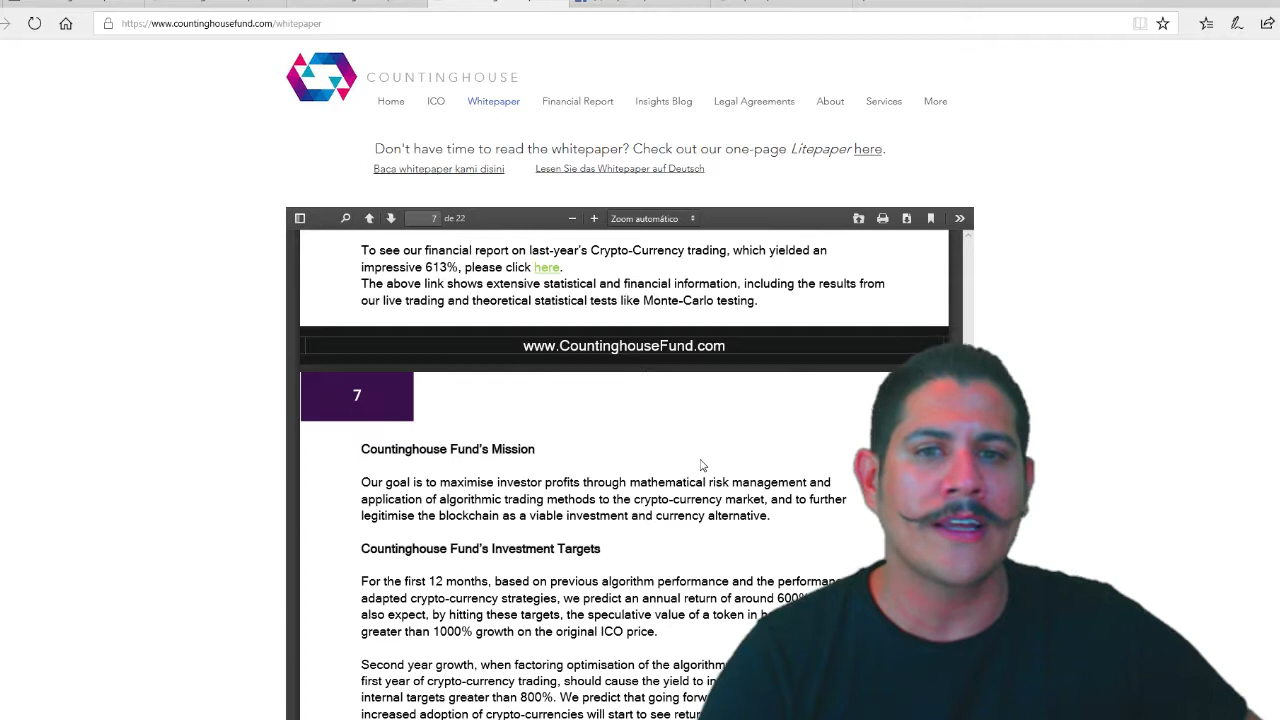 https://www.countinghousefund.com/whitepaper
COUNTINGHOUSE
Home ICO Whitepaper Financial Report Insights Blog Legal Agreements About Services More
Don't have time to read the whitepaper? Check out our one-page Litepaper here.
Baca whitepaper kami disini Lesen Sie das Whitepaper auf Deutsch
7 de 22 Zoom automático
To see our financial report on last-year's Crypto-Currency trading, which yielded an
impressive 613%, please click here.
The above link shows extensive statistical and financial information, including the results from
our live trading and theoretical statistical tests like Monte-Carlo testing.
www.CountinghouseFund.com
7
Countinghouse Fund's Mission
Our goal is to maximise investor profits through mathematical risk management and
application of algorithmic trading methods to the crypto-currency market, and to further
legitimise the blockchain as a viable investment and currency alternative.
Countinghouse Fund's Investment Targets
For the first 12 months, based on previous algorithm performance and the
adapted crypto-currency strategies, we predict an annual return of around 600%
also expect, by hitting these targets, the speculative value of a token in
greater than 1000% growth on the original ICO price.
Second year growth, when factoring optimisation of the
first year of crypto-currency trading, should cause the yield to
internal targets greater than 800%. We predict that going
increased adoption of crypto-currencies will start to see